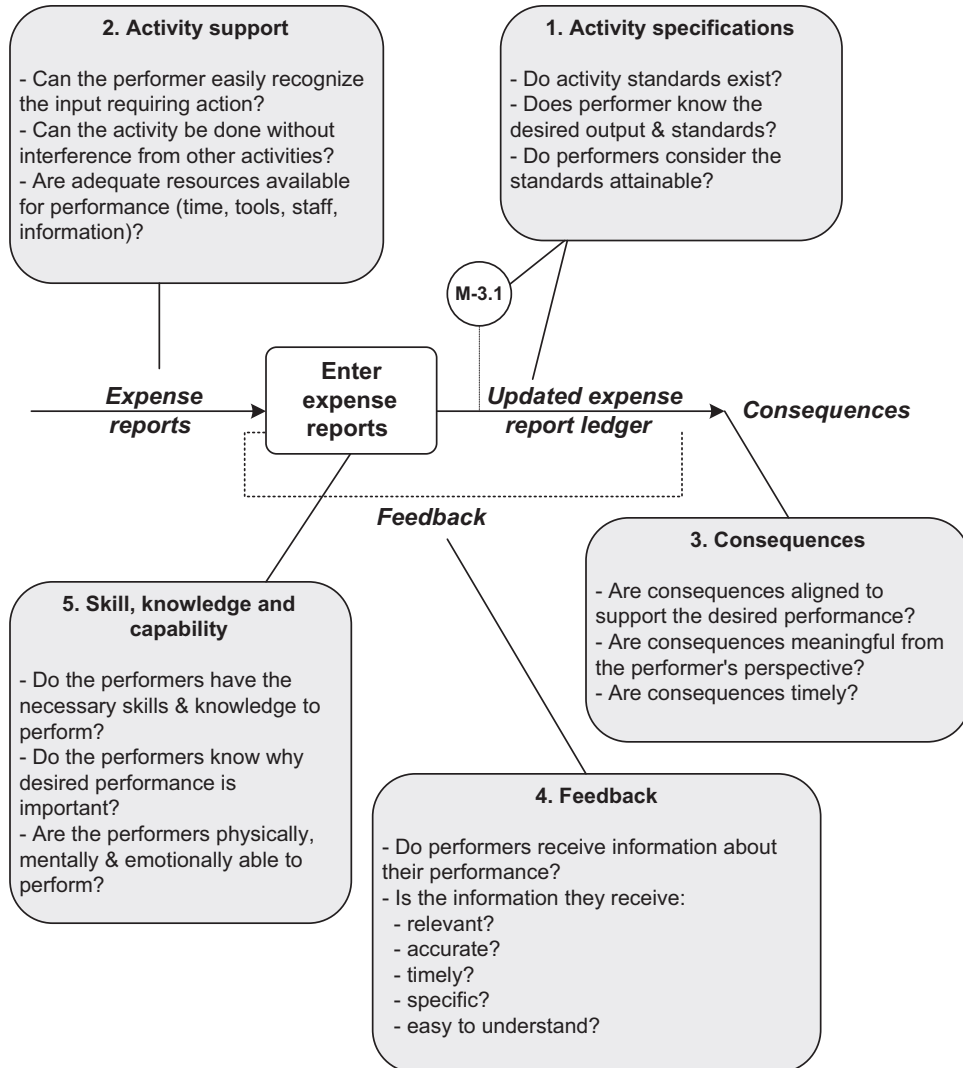 2. Activity support
- Can the performer easily recognize
the input requiring action?
- Can the activity be done without
interference from other activities?
- Are adequate resources available
for performance (time, tools, staff,
information)?
1. Activity specifications
- Do activity standards exist?
- Does performer know the
desired output & standards?
- Do performers consider the
standards attainable?
M-3.1
Expense
reports
Enter
expense
reports
Updated expense
report ledger
Consequences
Feedback
3. Consequences
- Are consequences aligned to
support the desired performance?
- Are consequences meaningful from
the performer's perspective?
- Are consequences timely?
5. Skill, knowledge and
capability
- Do the performers have the
necessary skills & knowledge to
perform?
- Do the performers know why
desired performance is
important?
- Are the performers physically,
mentally & emotionally able to
perform?
4. Feedback
- Do performers receive information about
their performance?
- Is the information they receive:
- relevant?
- accurate?
- timely?
- specific?
- easy to understand?